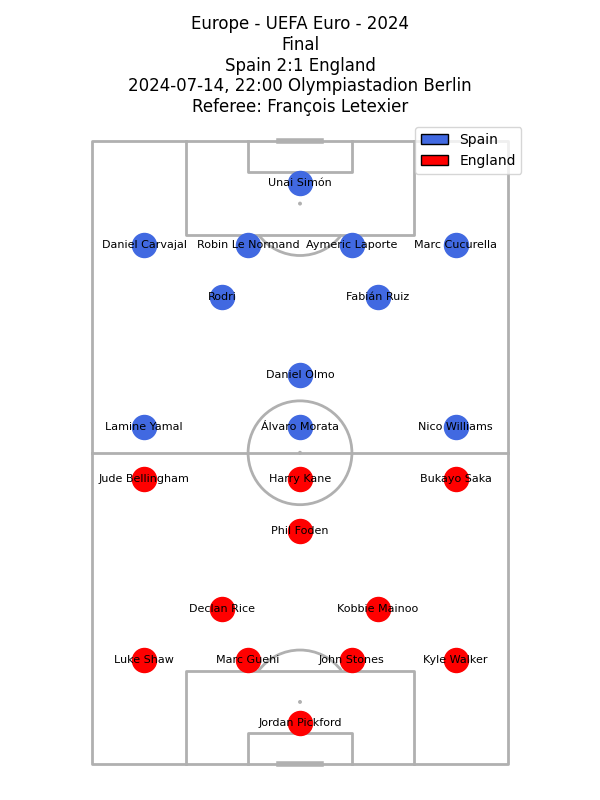 Europe - UEFA Euro - 2024
Final
Spain 2:1 England
2024-07-14, 22:00 Olympiastadion Berlin
Referee: François Letexier
Spain
England
Unai Simón
Daniel Carvajal Robin Le Normand Aymeric Laporte Marc Cucurella
Rodri Fabián Ruiz
Daniel Olmo
Lamine Yamal Álvaro Morata Nico Williams
Jude Bellingham Harry Kane Bukayo Saka
Phil Foden
Declan Rice Kobbie Mainoo
Luke Shaw Marc Guehi John Stones Kyle Walker
Jordan Pickford